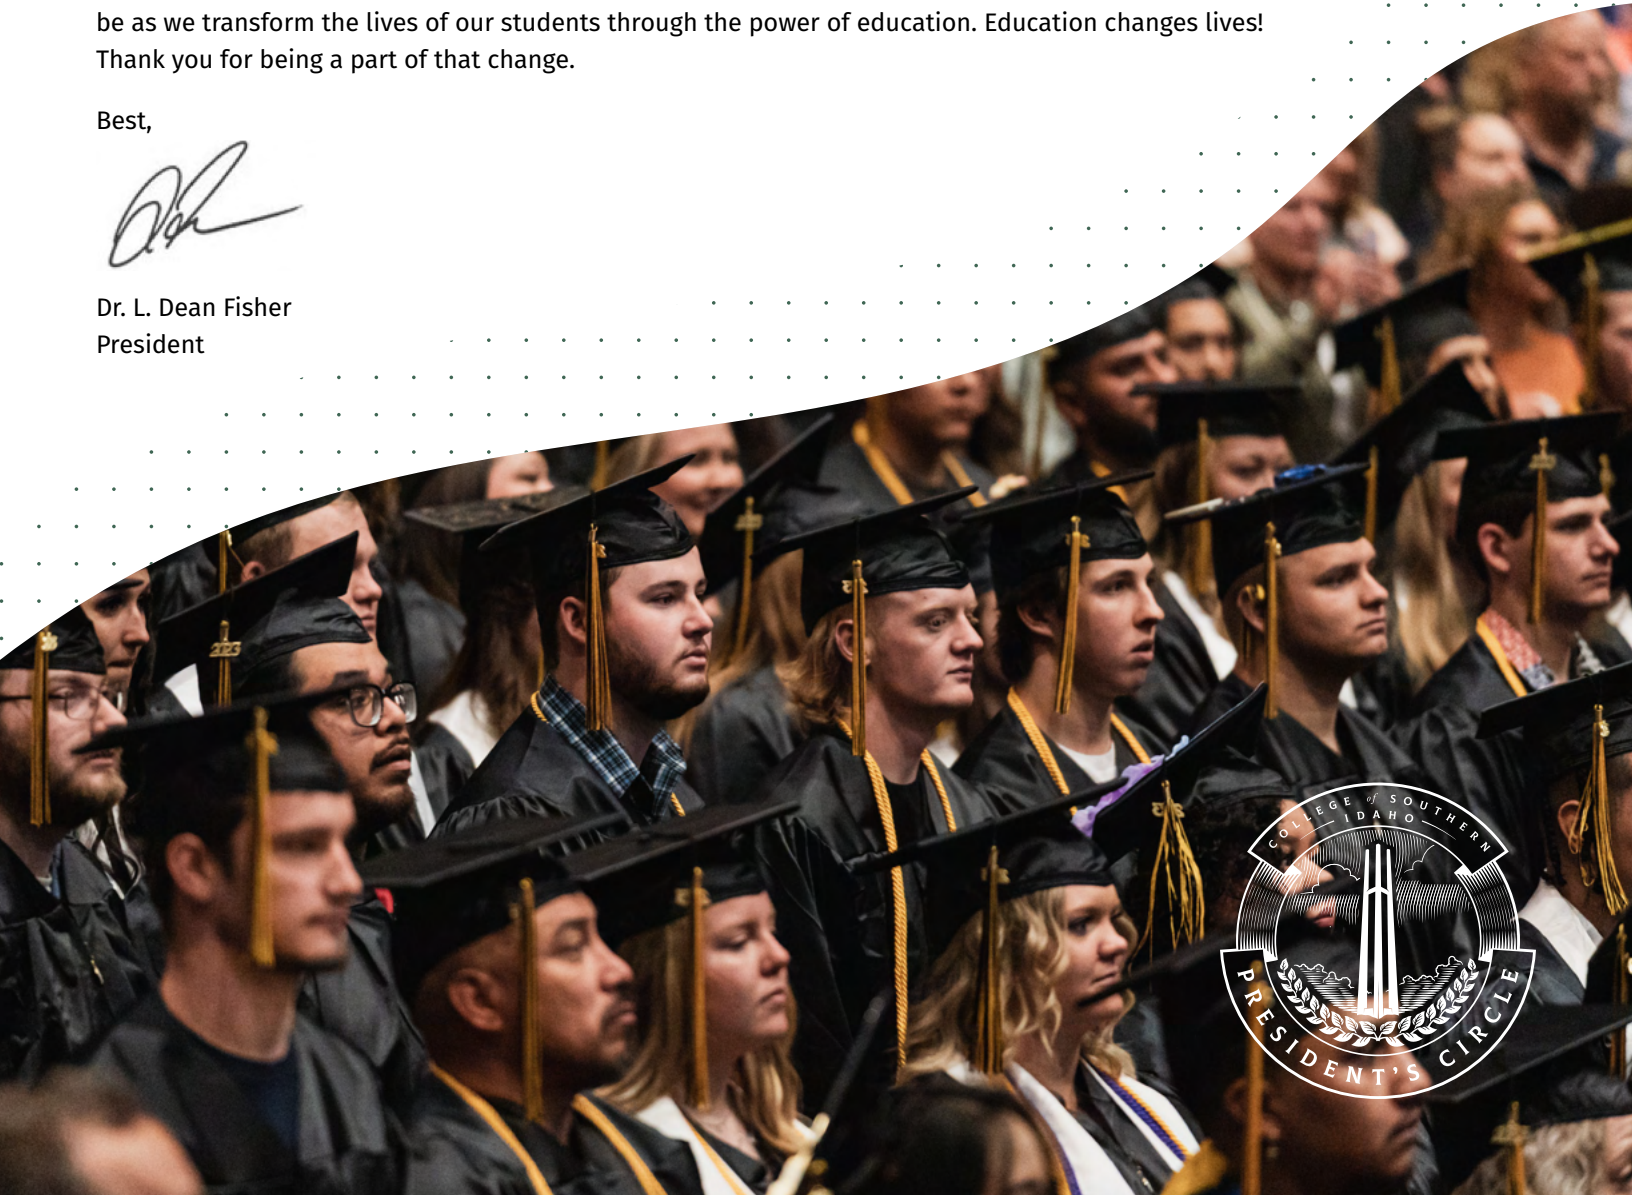 be as we transform the lives of our students through the power of education. Education changes lives!
Thank you for being a part of that change.
Best,
Dr. L. Dean Fisher
President
2023
COLLEGE of SOUTHERN
IDAHO
PRESIDENT'S CIRCLE